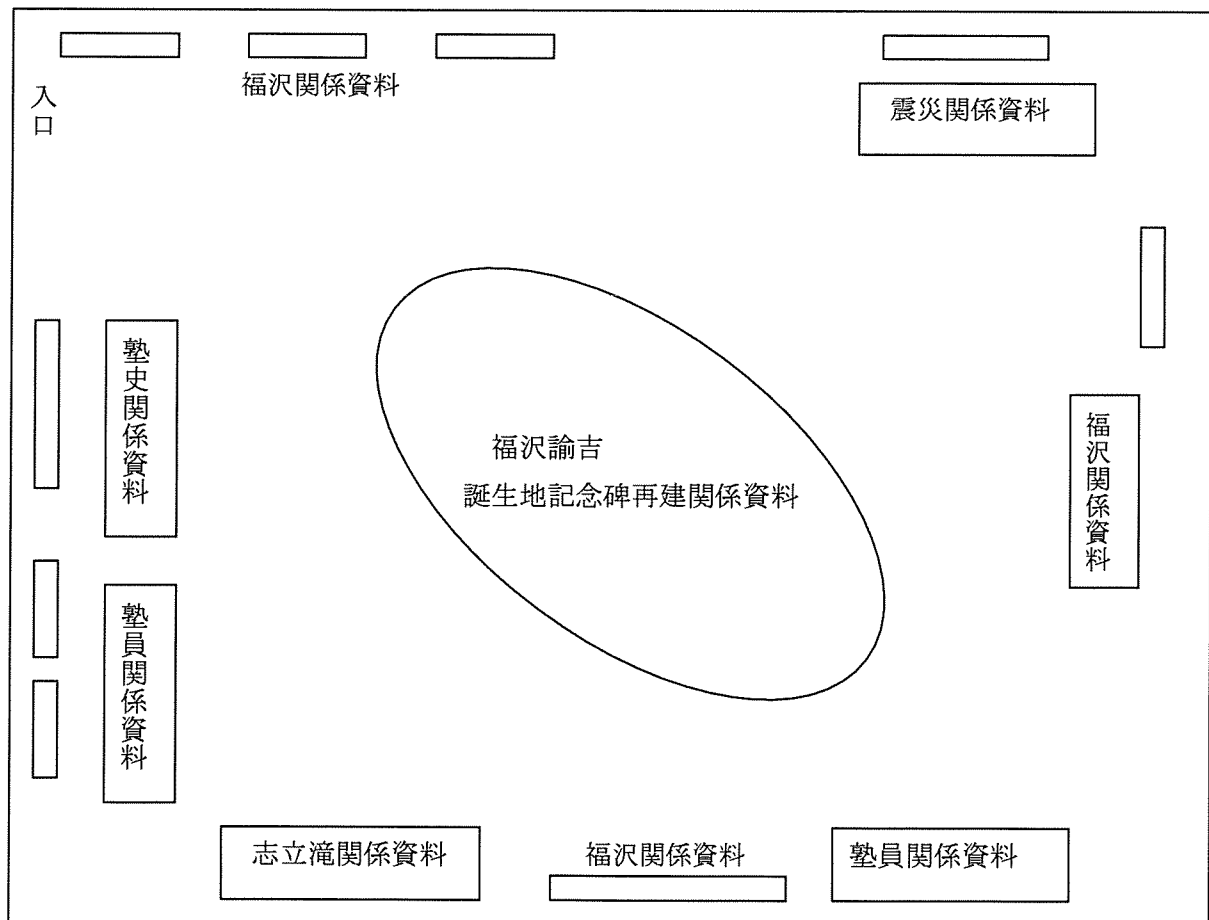 福沢関係資料
入口
震災関係資料
塾史関係資料
福沢諭吉
誕生地記念碑再建関係資料
福沢関係資料
塾員関係資料
志立滝関係資料
福沢関係資料
塾員関係資料